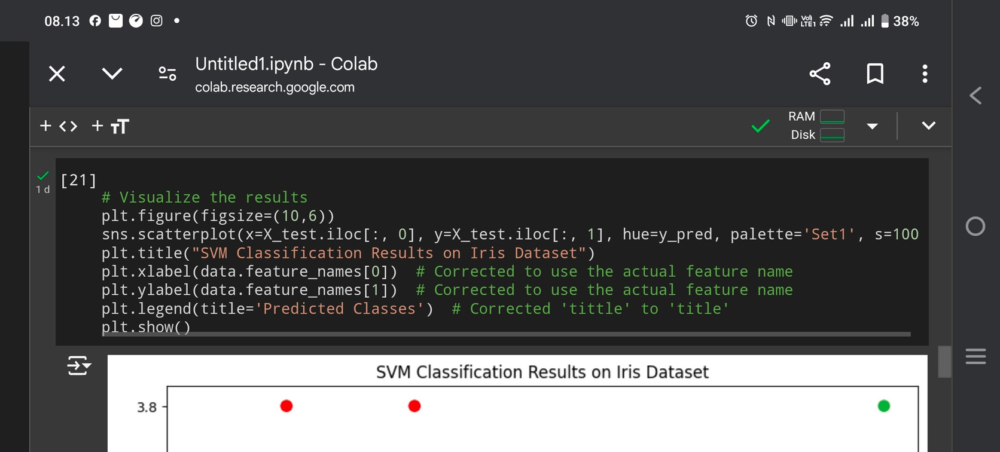 08.13
38%
Untitled1.ipynb - Colab
colab.research.google.com
RAM
Disk
[21]
1 d
# Visualize the results
plt.figure(figsize=(10,6))
sns.scatterplot(x=X_test.iloc[:, 0], y=X_test.iloc[:, 1], hue=y_pred, palette='Set1', s=100
plt.title("SVM Classification Results on Iris Dataset")
plt.xlabel(data.feature_names[0])  # Corrected to use the actual feature name
plt.ylabel(data.feature_names[1])  # Corrected to use the actual feature name
plt.legend(title='Predicted Classes')  # Corrected 'tittle' to 'title'
plt.show()
SVM Classification Results on Iris Dataset
3.8